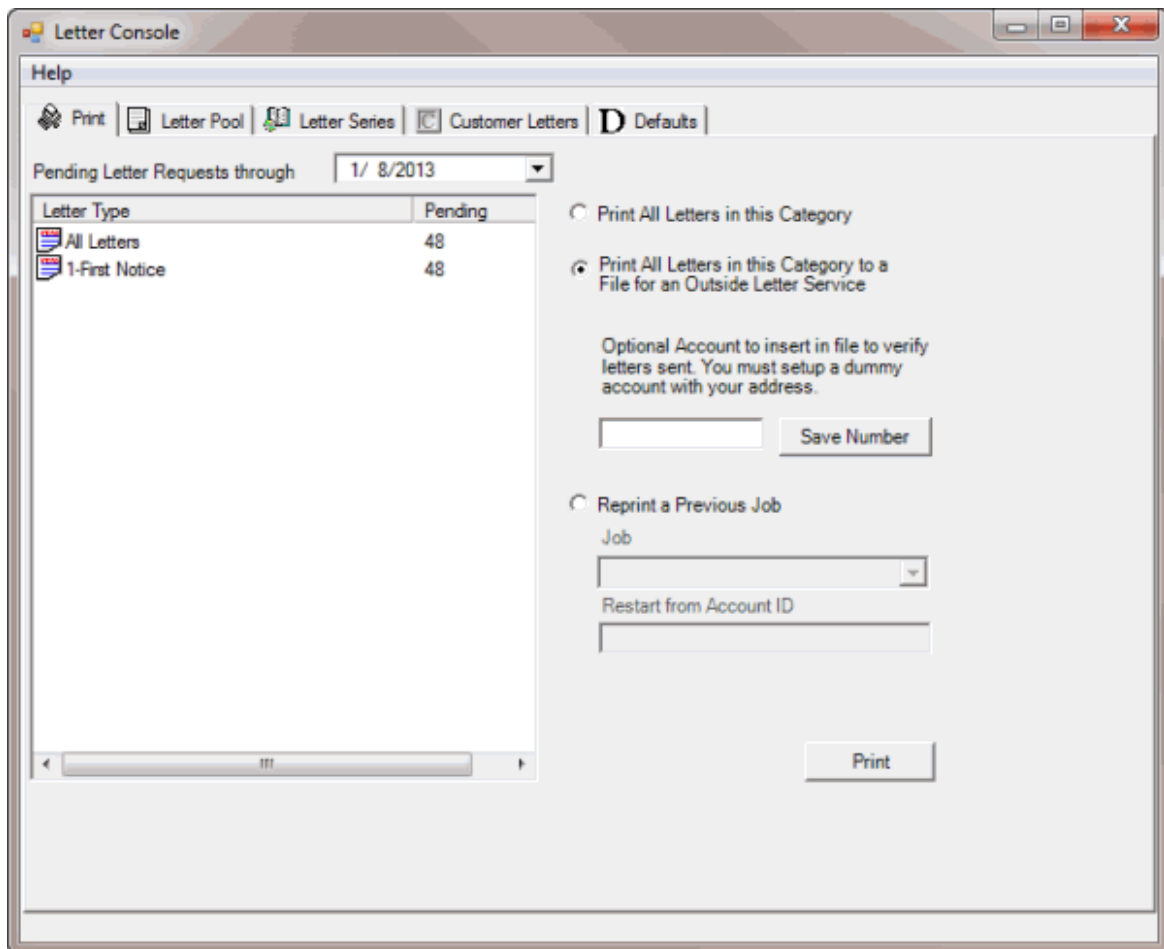 Letter Console
Help
Print Letter Pool Letter Series C Customer Letters D Defaults
Pending Letter Requests through 1/ 8/2013
Letter Type Pending
All Letters 48
1-First Notice 48
Print All Letters in this Category
Print All Letters in this Category to a
File for an Outside Letter Service
Optional Account to insert in file to verify
letters sent. You must setup a dummy
account with your address.
Save Number
Reprint a Previous Job
Job
Restart from Account ID
Print